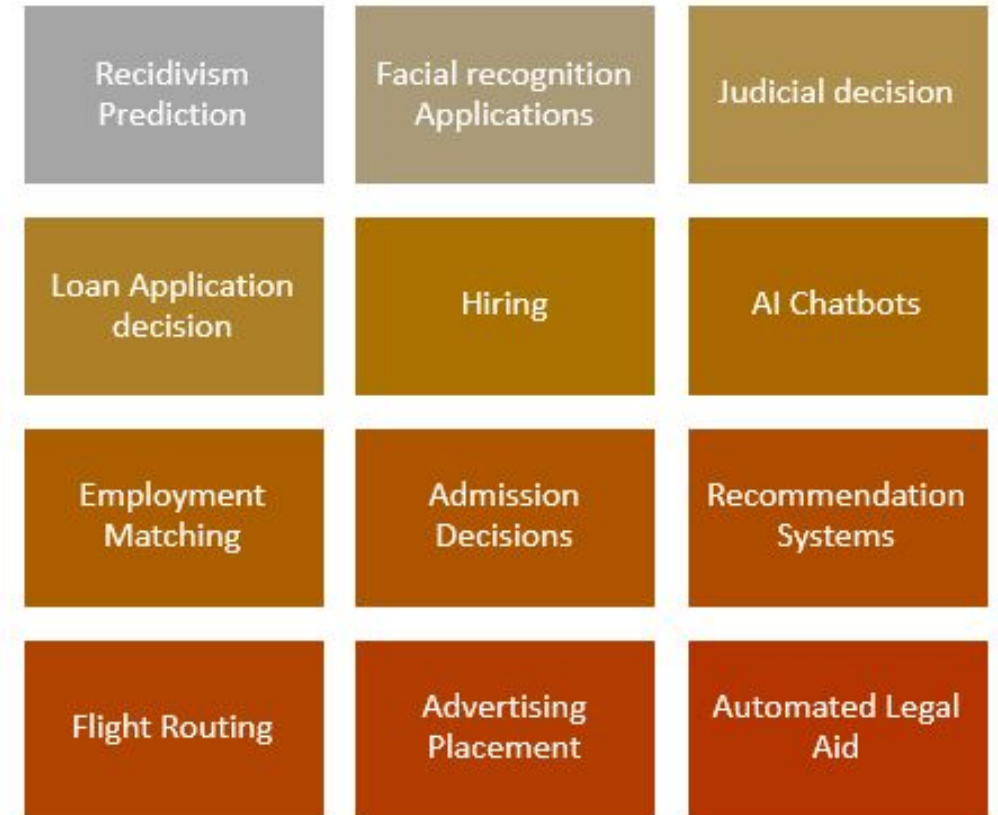 Recidivism
Prediction
Facial recognition
Applications
Judicial decision
Loan Application
decision
Hiring
AI Chatbots
Employment
Matching
Admission
Decisions
Recommendation
Systems
Flight Routing
Advertising
Placement
Automated Legal
Aid